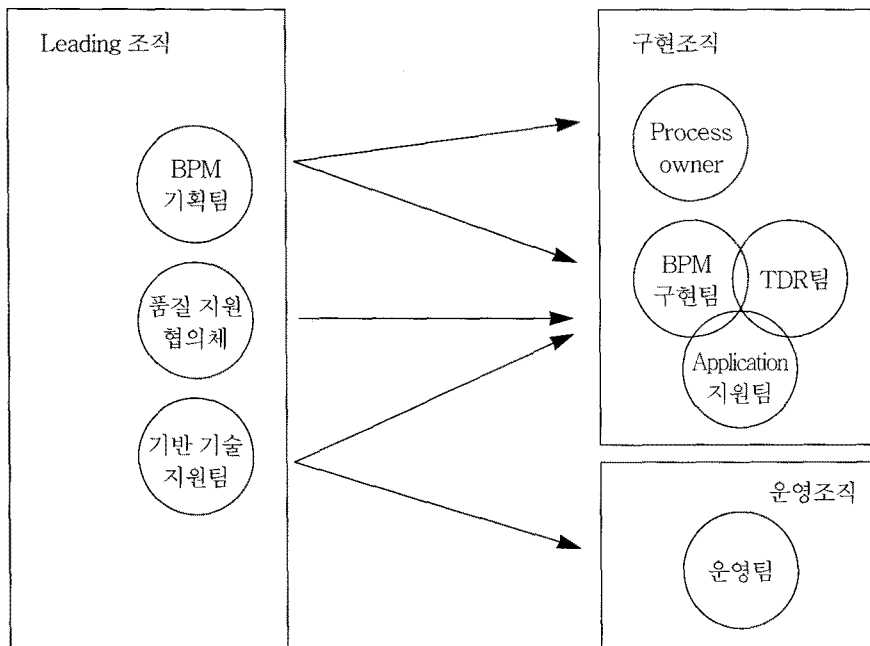 Leading 조직
BPM
기획팀
품질 지원
협의체
기반 기술
지원팀
구현조직
Process
owner
BPM
구현팀
TDR팀
Application
지원팀
운영조직
운영팀